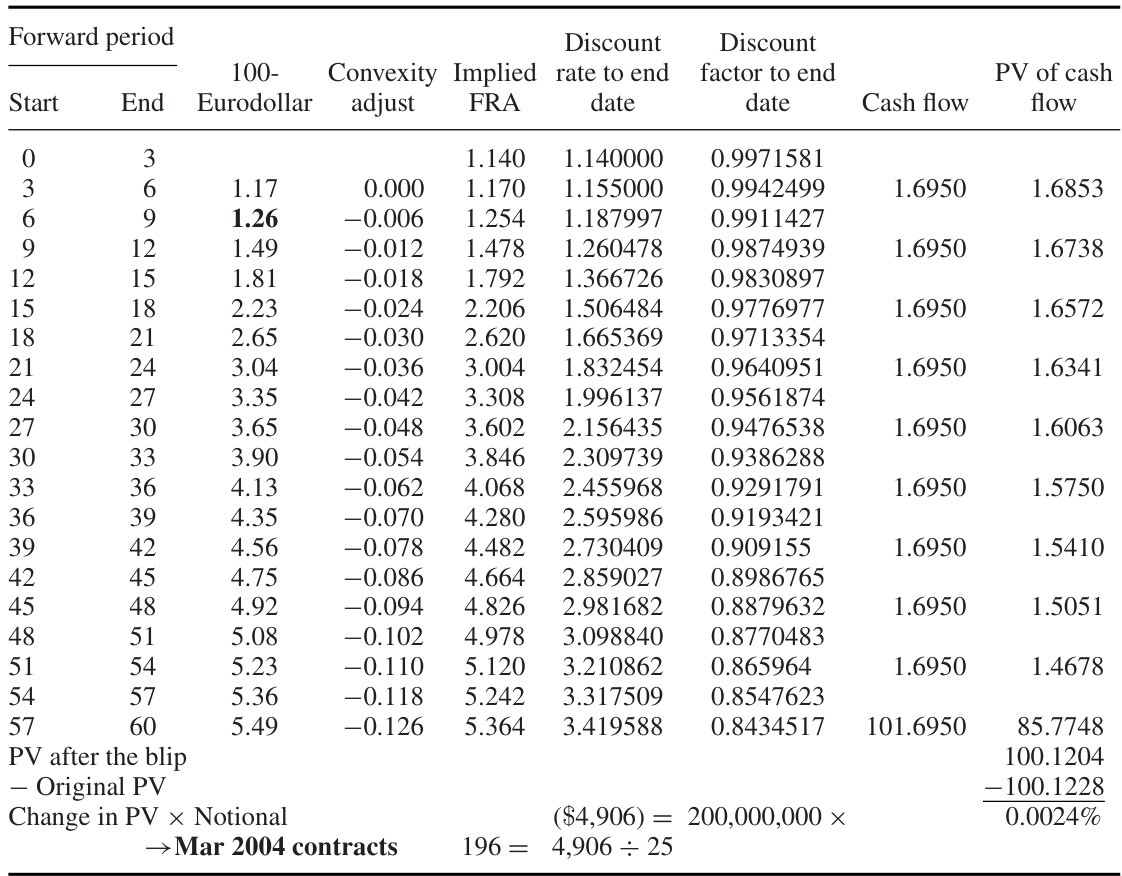 Forward period
Start End 100-Eurodollar Convexity adjust Implied FRA Discount rate to end date Discount factor to end date Cash flow PV of cash flow
0 3 1.140 1.140000 0.9971581
3 6 1.17 0.000 1.170 1.155000 0.9942499 1.6950 1.6853
6 9 1.26 −0.006 1.254 1.187997 0.9911427
9 12 1.49 −0.012 1.478 1.260478 0.9874939 1.6950 1.6738
12 15 1.81 −0.018 1.792 1.366726 0.9830897
15 18 2.23 −0.024 2.206 1.506484 0.9776977 1.6950 1.6572
18 21 2.65 −0.030 2.620 1.665369 0.9713354
21 24 3.04 −0.036 3.004 1.832454 0.9640951 1.6950 1.6341
24 27 3.35 −0.042 3.308 1.996137 0.9561874
27 30 3.65 −0.048 3.602 2.156435 0.9476538 1.6950 1.6063
30 33 3.90 −0.054 3.846 2.309739 0.9386288
33 36 4.13 −0.062 4.068 2.455968 0.9291791 1.6950 1.5750
36 39 4.35 −0.070 4.280 2.595986 0.9193421
39 42 4.56 −0.078 4.482 2.730409 0.909155 1.6950 1.5410
42 45 4.75 −0.086 4.664 2.859027 0.8986765
45 48 4.92 −0.094 4.826 2.981682 0.8879632 1.6950 1.5051
48 51 5.08 −0.102 4.978 3.098840 0.8770483
51 54 5.23 −0.110 5.120 3.210862 0.865964 1.6950 1.4678
54 57 5.36 −0.118 5.242 3.317509 0.8547623
57 60 5.49 −0.126 5.364 3.419588 0.8434517 101.6950 85.7748
PV after the blip 100.1204
− Original PV −100.1228
Change in PV × Notional ($4,906) = 200,000,000 × 0.0024%
→Mar 2004 contracts 196 = 4,906 ÷ 25